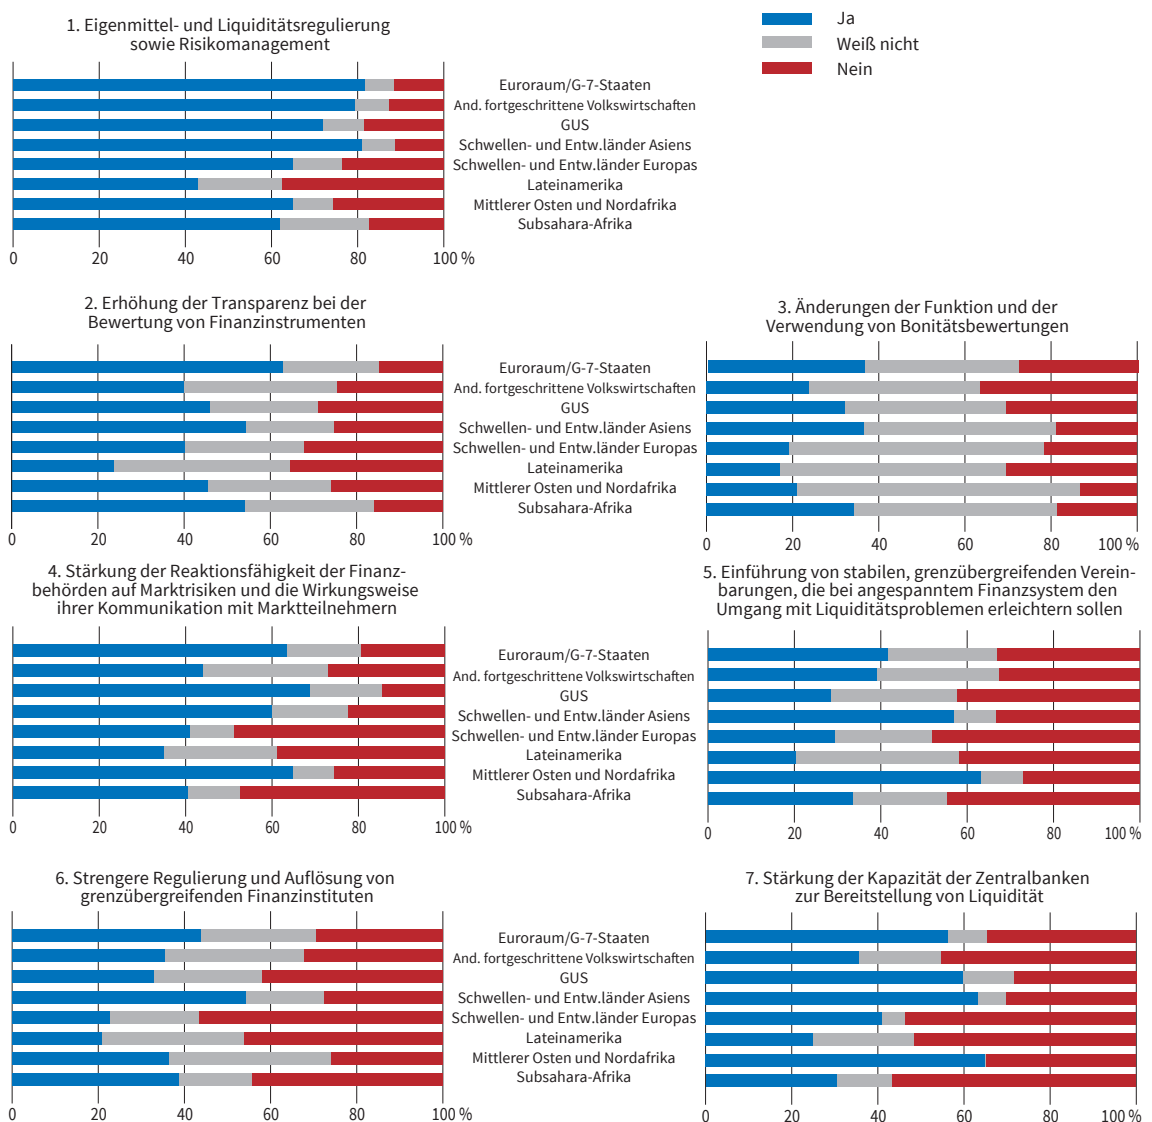 1. Eigenmittel- und Liquiditätsregulierung
sowie Risikomanagement
Ja
Weiß nicht
Nein
Euroraum/G-7-Staaten
And. fortgeschrittene Volkswirtschaften
GUS
Schwellen- und Entw.länder Asiens
Schwellen- und Entw.länder Europas
Lateinamerika
Mittlerer Osten und Nordafrika
Subsahara-Afrika
0 20 40 60 80 100 %
2. Erhöhung der Transparenz bei der
Bewertung von Finanzinstrumenten
3. Änderungen der Funktion und der
Verwendung von Bonitätsbewertungen
Euroraum/G-7-Staaten
And. fortgeschrittene Volkswirtschaften
GUS
Schwellen- und Entw.länder Asiens
Schwellen- und Entw.länder Europas
Lateinamerika
Mittlerer Osten und Nordafrika
Subsahara-Afrika
0 20 40 60 80 100 %
0 20 40 60 80 100 %
4. Stärkung der Reaktionsfähigkeit der Finanz-
behörden auf Marktrisiken und die Wirkungsweise
ihrer Kommunikation mit Marktteilnehmern
5. Einführung von stabilen, grenzübergreifenden Verein-
barungen, die bei angespanntem Finanzsystem den
Umgang mit Liquiditätsproblemen erleichtern sollen
Euroraum/G-7-Staaten
And. fortgeschrittene Volkswirtschaften
GUS
Schwellen- und Entw.länder Asiens
Schwellen- und Entw.länder Europas
Lateinamerika
Mittlerer Osten und Nordafrika
Subsahara-Afrika
0 20 40 60 80 100 %
0 20 40 60 80 100 %
6. Strengere Regulierung und Auflösung von
grenzübergreifenden Finanzinstituten
7. Stärkung der Kapazität der Zentralbanken
zur Bereitstellung von Liquidität
Euroraum/G-7-Staaten
And. fortgeschrittene Volkswirtschaften
GUS
Schwellen- und Entw.länder Asiens
Schwellen- und Entw.länder Europas
Lateinamerika
Mittlerer Osten und Nordafrika
Subsahara-Afrika
0 20 40 60 80 100 %
0 20 40 60 80 100 %